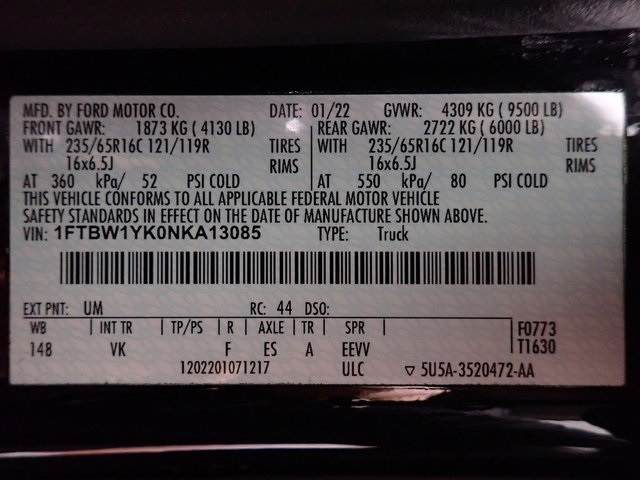 MFD. BY FORD MOTOR CO. DATE: 01/22 GVWR: 4309 KG ( 9500 LB)
FRONT GAWR: 1873 KG ( 4130 LB) REAR GAWR: 2722 KG ( 6000 LB)
WITH 235/65R16C 121/119R TIRES WITH 235/65R16C 121/119R TIRES
16x6.5J RIMS 16x6.5J RIMS
AT 360 kPa/ 52 PSI COLD AT 550 kPa/ 80 PSI COLD
THIS VEHICLE CONFORMS TO ALL APPLICABLE FEDERAL MOTOR VEHICLE
SAFETY STANDARDS IN EFFECT ON THE DATE OF MANUFACTURE SHOWN ABOVE.
VIN: 1FTBW1YK0NKA13085 TYPE: Truck
EXT PNT: UM RC: 44 DSO:
WB | INT TR | TP/PS | R | AXLE | TR | SPR | F0773
148 VK F ES A EEVV T1630
1202201071217 ULC ▽ 5U5A-3520472-AA